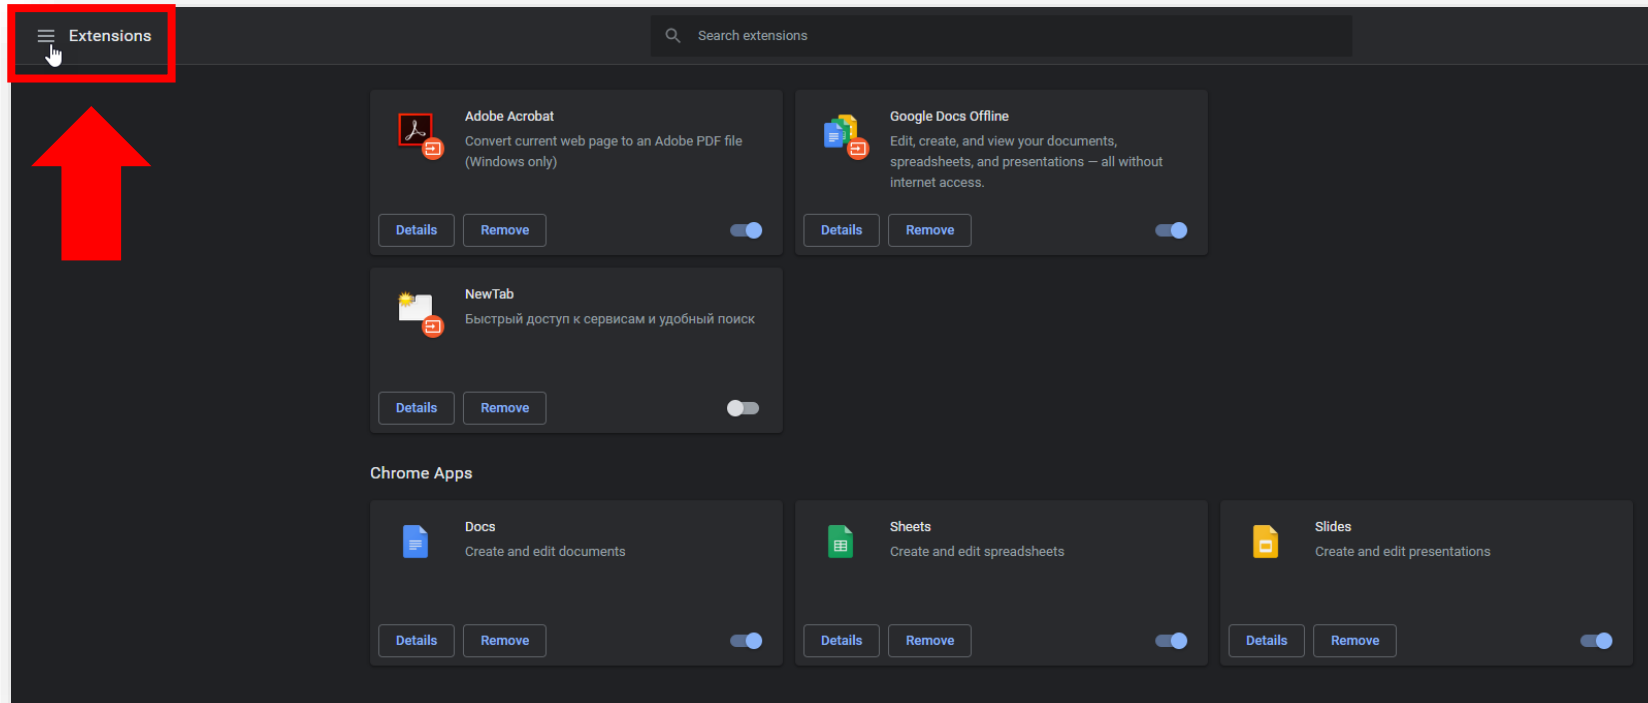 Extensions
Search extensions
Adobe Acrobat
Convert current web page to an Adobe PDF file
(Windows only)
Details
Remove
Google Docs Offline
Edit, create, and view your documents,
spreadsheets, and presentations — all without
internet access.
Details
Remove
NewTab
Быстрый доступ к сервисам и удобный поиск
Details
Remove
Chrome Apps
Docs
Create and edit documents
Details
Remove
Sheets
Create and edit spreadsheets
Details
Remove
Slides
Create and edit presentations
Details
Remove